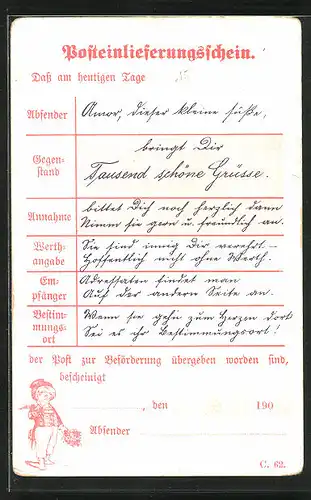 Posteinlieferungsschein.
Daß am heutigen Tage
Absender
Amor, dieser kleine süße,
Gegen-
stand
bringt Dir
Tausend schöne Grüsse.
Annahme
bittet Dich noch herzlich dann
Nimm sie gern u. freundlich an.
Werth-
angabe
Sie sind innig Dir verehrt –
Hoffentlich nicht ohne Werth.
Em-
pfänger
Adressaten findet man
Auf der andern Seite an.
Bestim-
mungs-
ort
Wenn sie gehn zum Herzen dort
Sei es ihr Bestimmungsort!
der Post zur Beförderung übergeben worden sind,
bescheinigt
, den 190
Absender
C. 62.